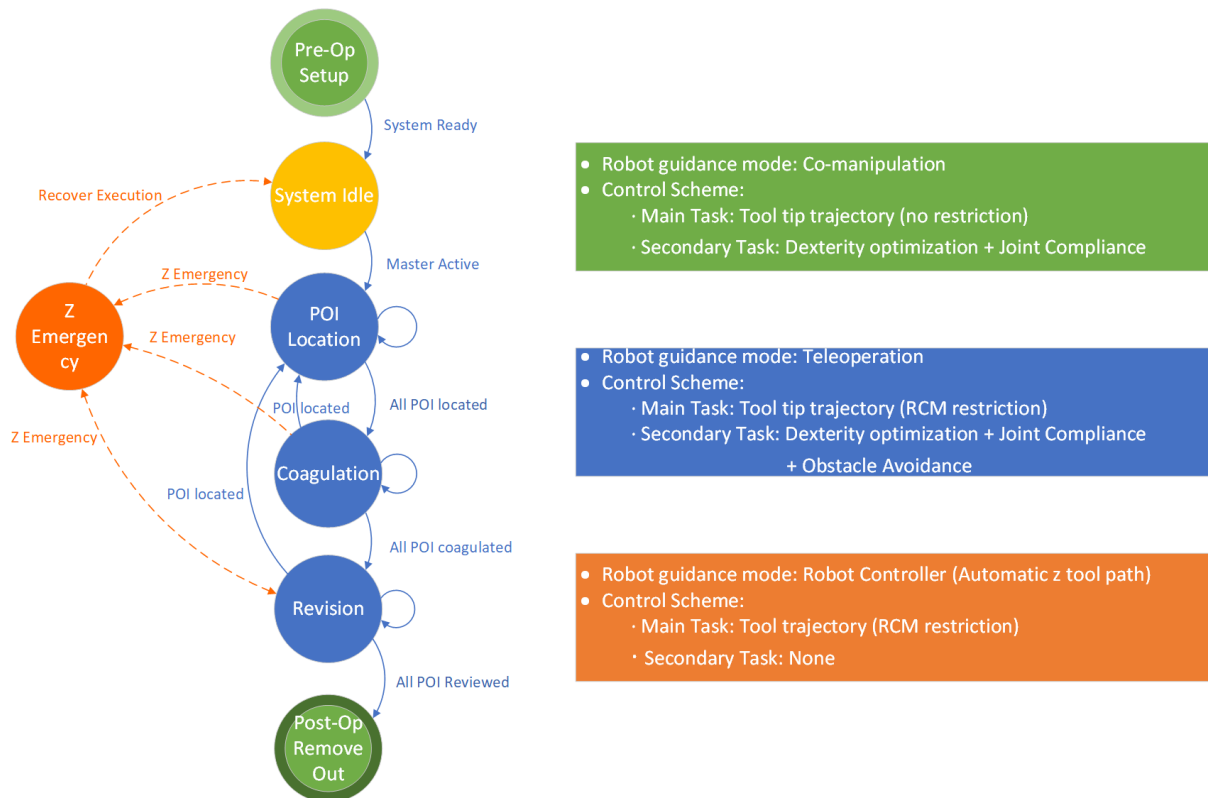 Pre-Op
Setup
System Ready
System Idle
Recover Execution
Master Active
Z Emergency
POI
Location
Z
Emergen
cy
Z Emergency
POI located
All POI located
Z Emergency
Coagulation
POI located
All POI coagulated
Revision
All POI Reviewed
Post-Op
Remove
Out
• Robot guidance mode: Co-manipulation
• Control Scheme:
· Main Task: Tool tip trajectory (no restriction)
· Secondary Task: Dexterity optimization + Joint Compliance
• Robot guidance mode: Teleoperation
• Control Scheme:
· Main Task: Tool tip trajectory (RCM restriction)
· Secondary Task: Dexterity optimization + Joint Compliance
+ Obstacle Avoidance
• Robot guidance mode: Robot Controller (Automatic z tool path)
• Control Scheme:
· Main Task: Tool trajectory (RCM restriction)
· Secondary Task: None